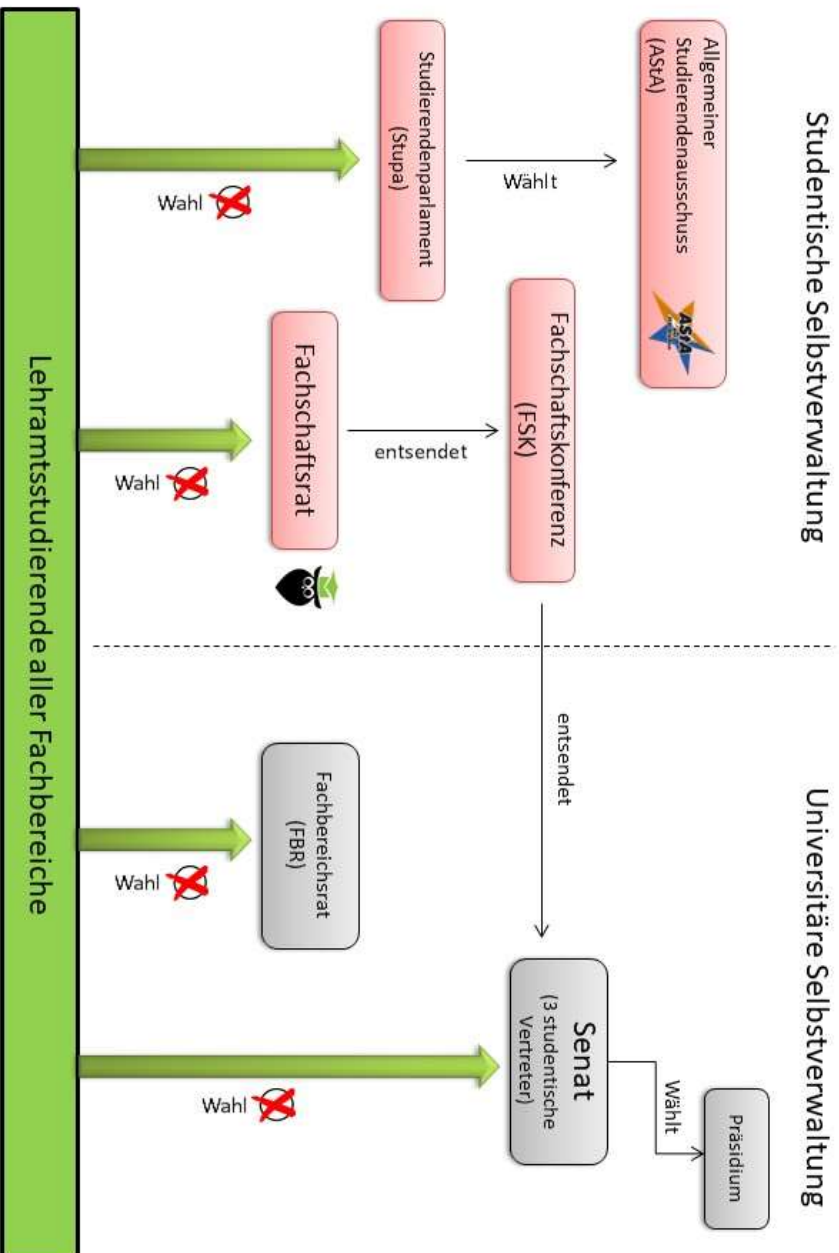 Studentische Selbstverwaltung
Universitäre Selbstverwaltung
Allgemeiner
Studierendenausschuss
(AStA)
AStA
Präsidium
Wählt
Wählt
Studierendenparlament
(Stupa)
Fachschaftskonferenz
(FSK)
entsendet
Senat
(3 studentische
Vertreter)
entsendet
Fachschaftsrat
Fachbereichsrat
(FBR)
Wahl
Wahl
Wahl
Wahl
Lehramtsstudierende aller Fachbereiche